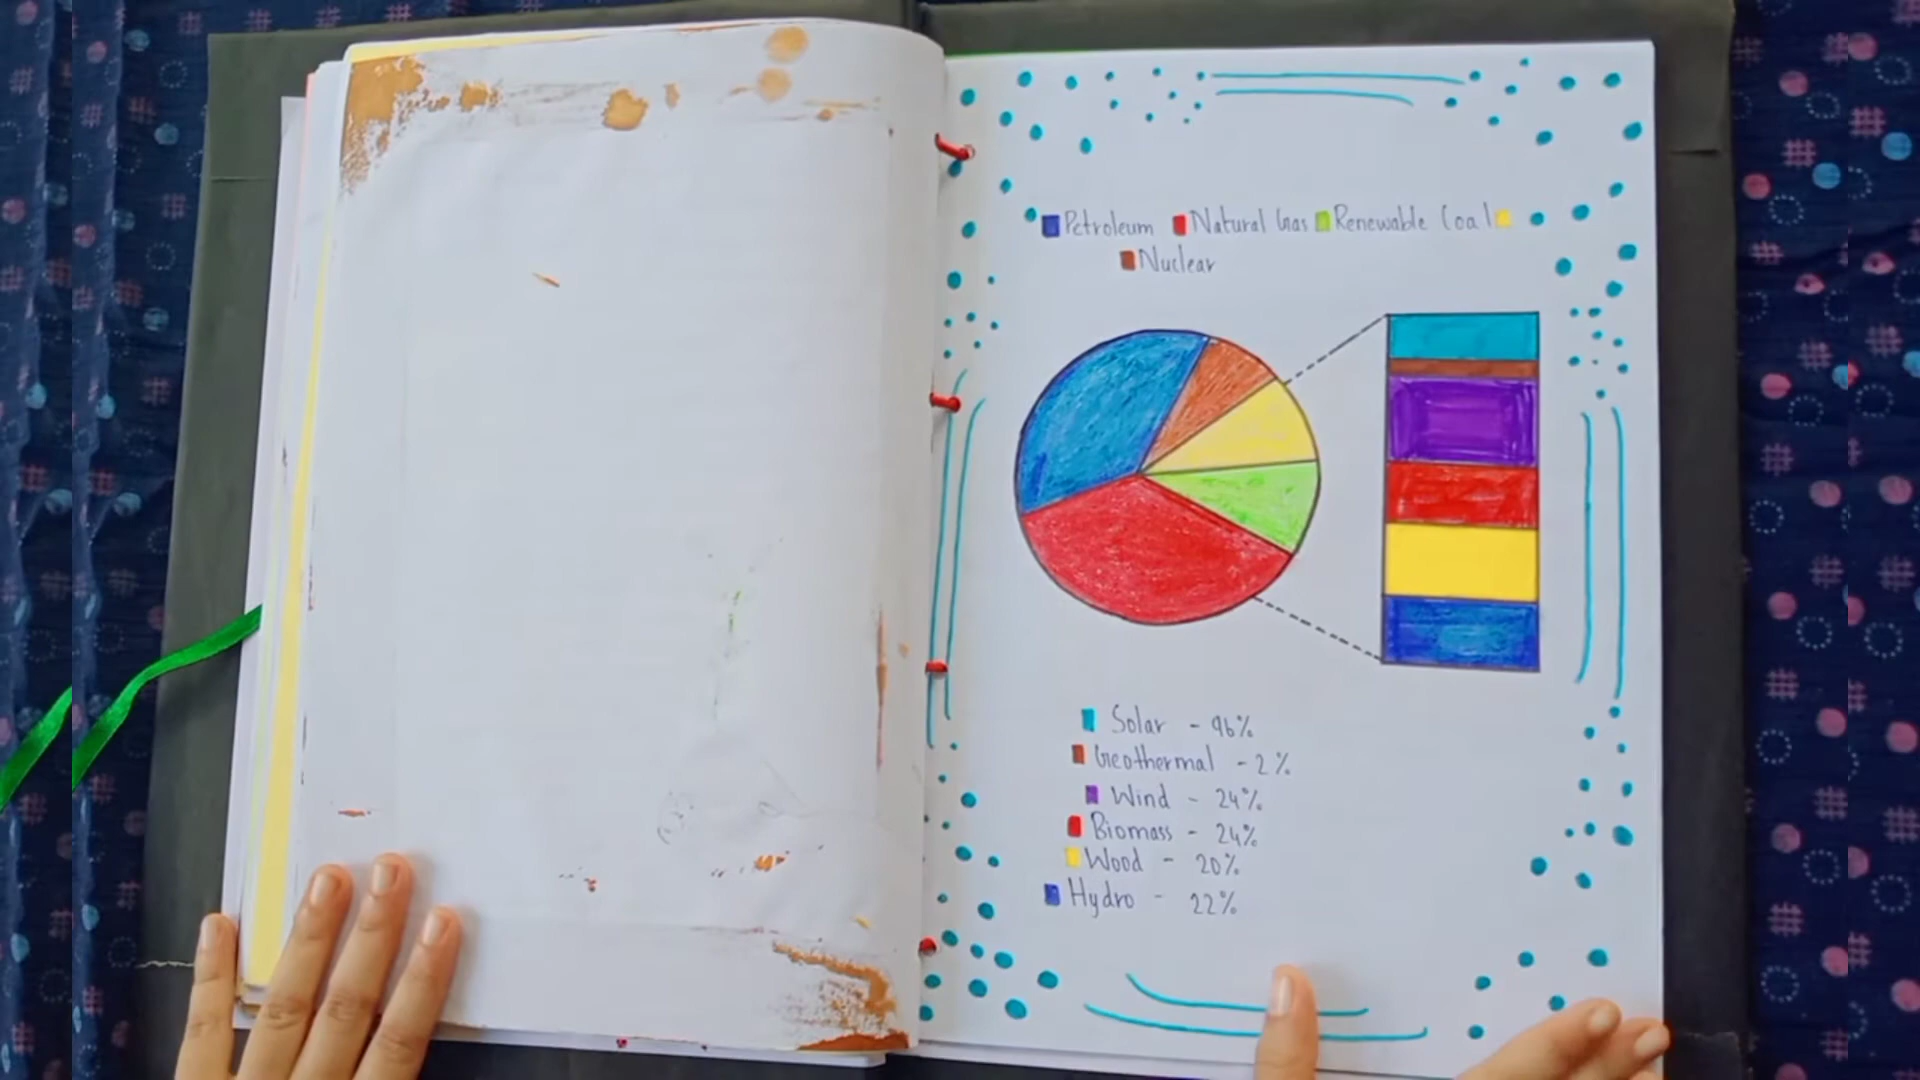 Petroleum Natural Gas Renewable Coal
Nuclear
Solar - 96%
Geothermal - 2%
Wind - 24%
Biomass - 24%
Wood - 20%
Hydro - 22%